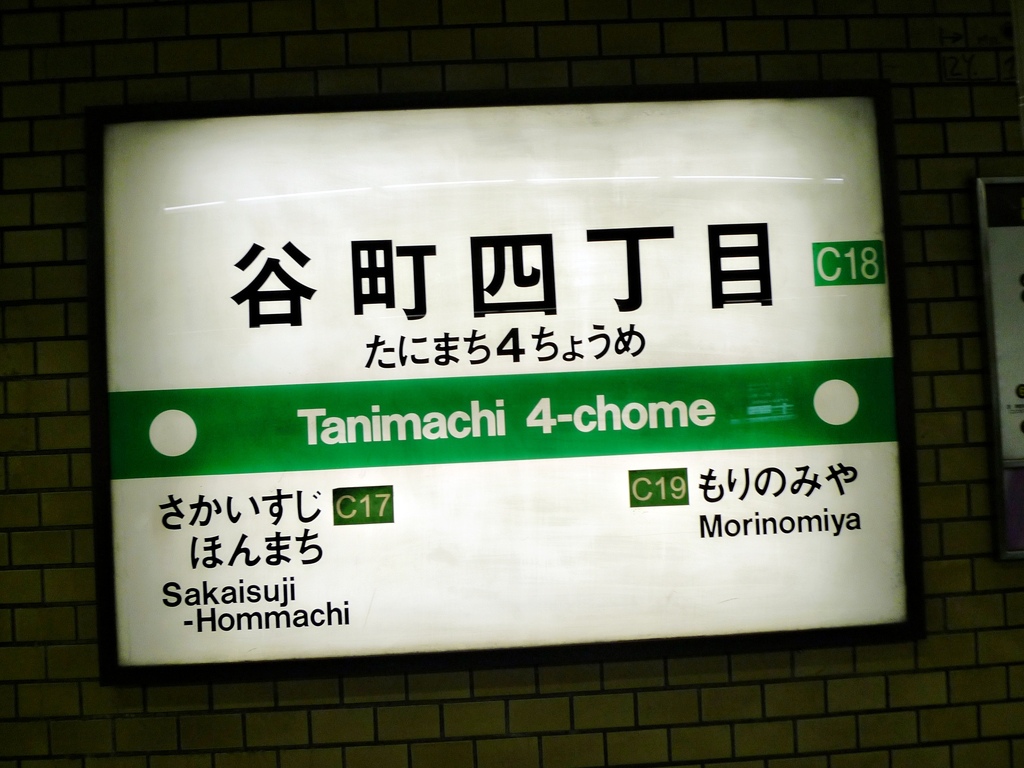 谷町四丁目 C18
たにまち4ちょうめ
Tanimachi 4-chome
さかいすじ C17
ほんまち
Sakaisuji
-Hommachi
C19 もりのみや
Morinomiya